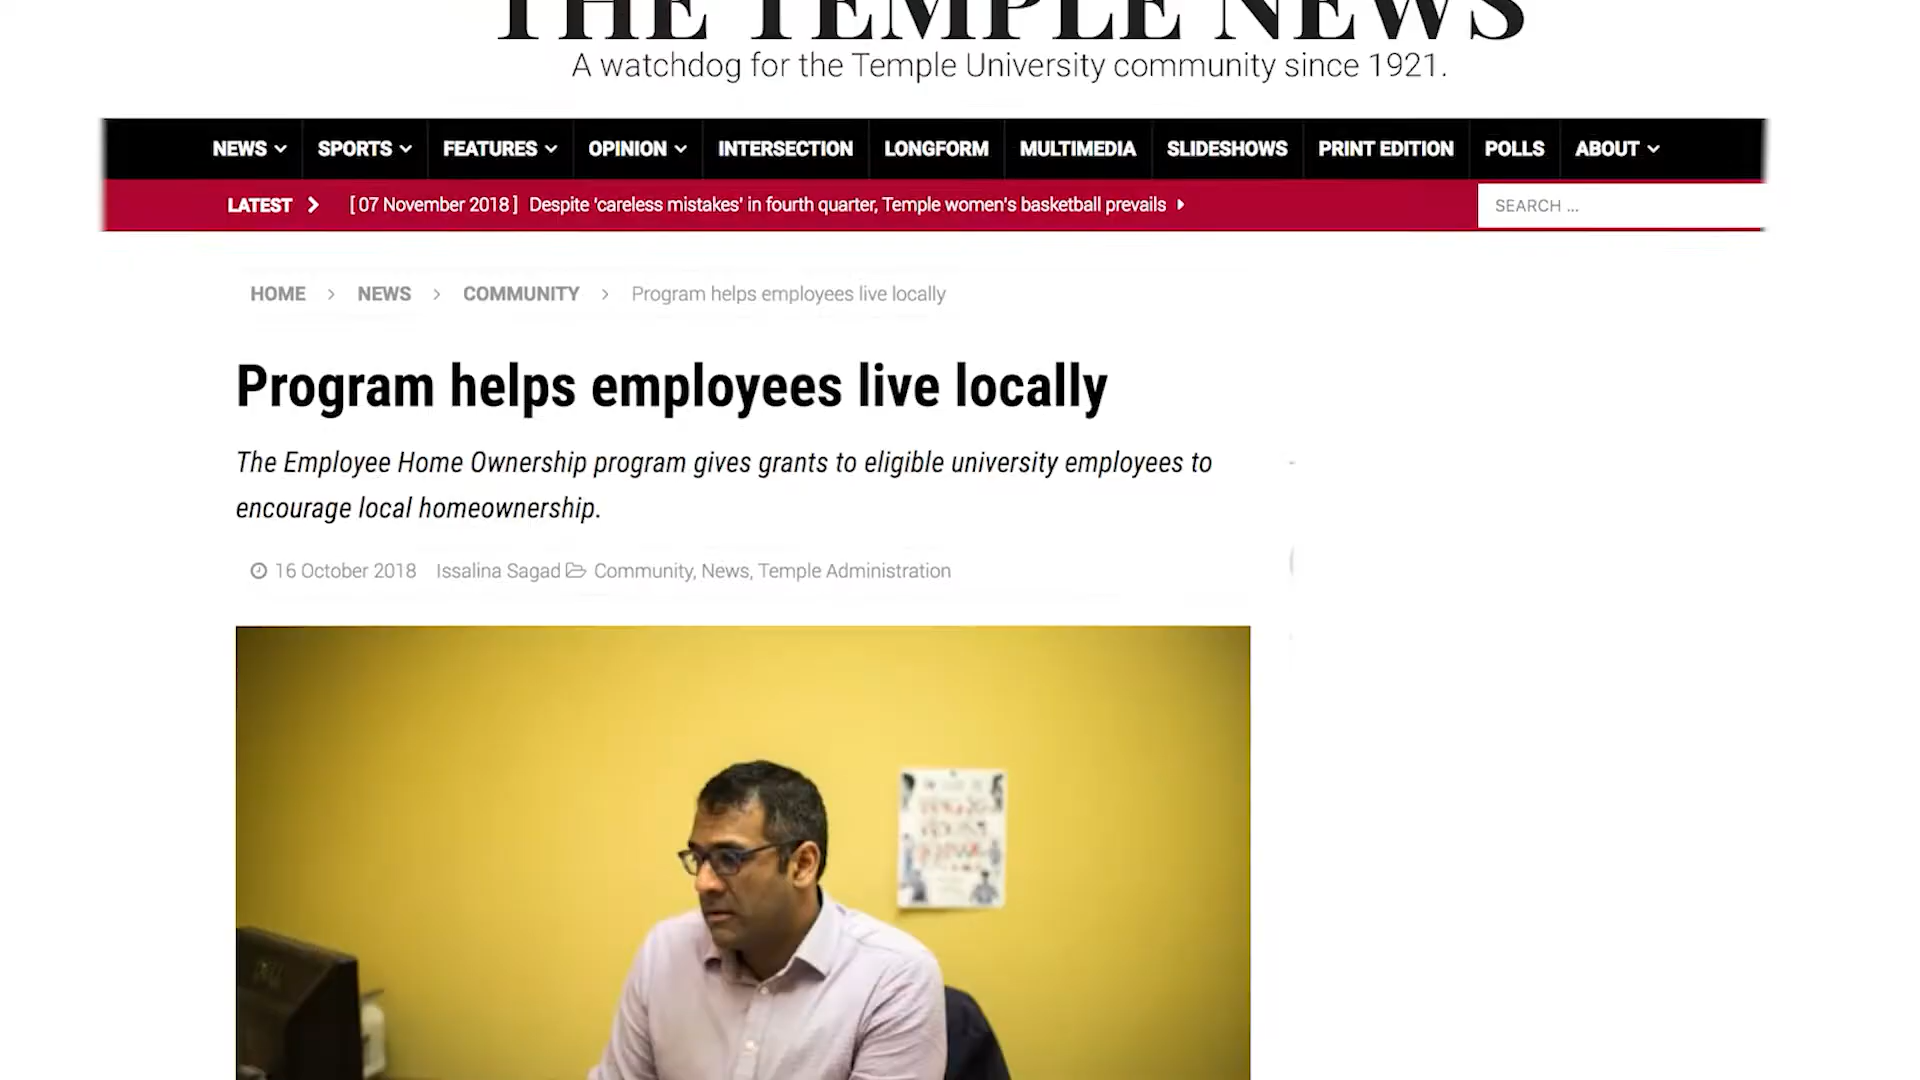 THE TEMPLE NEWS
A watchdog for the Temple University community since 1921.
NEWS SPORTS FEATURES OPINION INTERSECTION LONGFORM MULTIMEDIA SLIDESHOWS PRINT EDITION POLLS ABOUT
LATEST [ 07 November 2018 ] Despite 'careless mistakes' in fourth quarter, Temple women's basketball prevails SEARCH ...
HOME > NEWS > COMMUNITY > Program helps employees live locally
Program helps employees live locally
The Employee Home Ownership program gives grants to eligible university employees to
encourage local homeownership.
16 October 2018 Issalina Sagad Community, News, Temple Administration